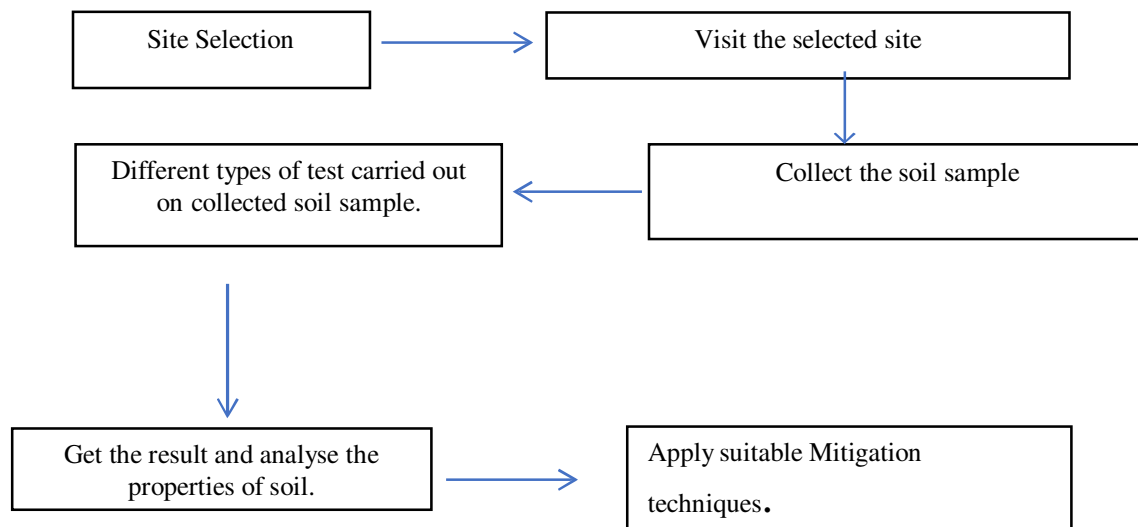 Site Selection
Visit the selected site
Collect the soil sample
Different types of test carried out
on collected soil sample.
Get the result and analyse the
properties of soil.
Apply suitable Mitigation
techniques.